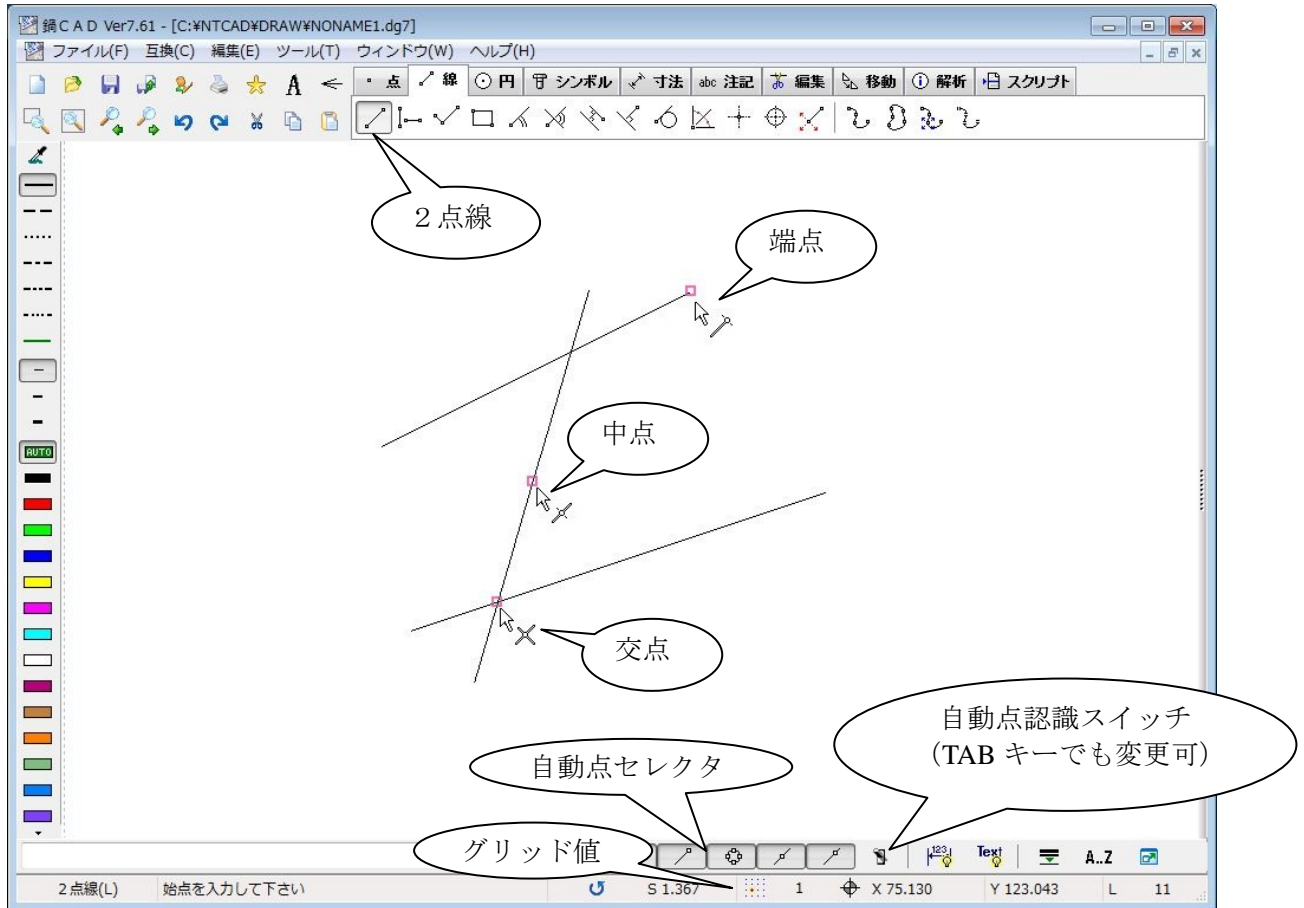 鍋CAD Ver7.61 - [C:¥NTCAD¥DRAW¥NONAME1.dg7]
ファイル(F) 互換(C) 編集(E) ツール(T) ウィンドウ(W) ヘルプ(H)
A 点 線 円 シンボル 寸法 abc 注記 編集 移動 解析 スクリプト
2点線
端点
AUTO
中点
交点
自動点認識スイッチ
(TAB キーでも変更可)
自動点セレクタ
グリッド値
123 Text A..Z
2点線(L) 始点を入力して下さい S 1.367 1 X 75.130 Y 123.043 L 11